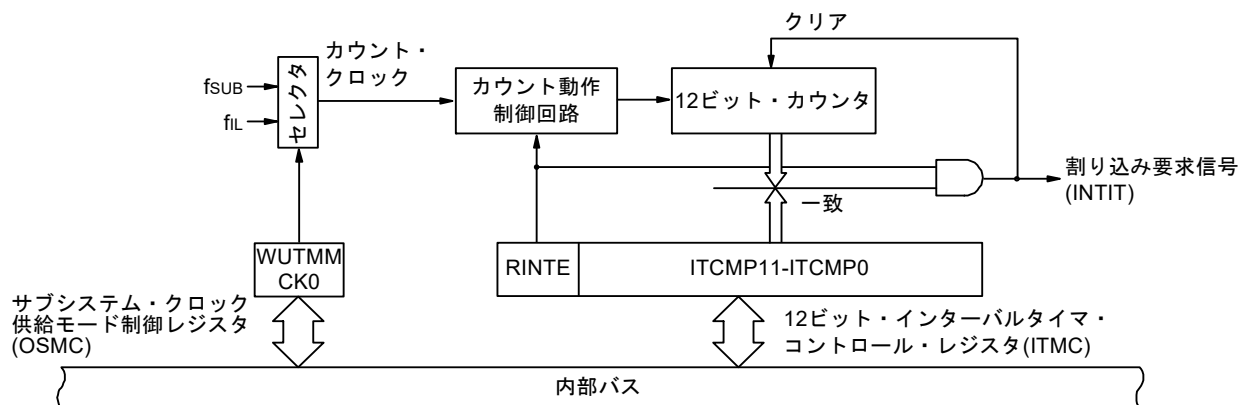 クリア
カウント・
クロック
fSUB
fIL
セレクタ
カウント動作
制御回路
12ビット・カウンタ
割り込み要求信号
(INTIT)
一致
WUTMM
CK0
RINTE
ITCMP11-ITCMP0
サブシステム・クロック
供給モード制御レジスタ
(OSMC)
12ビット・インターバルタイマ・
コントロール・レジスタ(ITMC)
内部バス